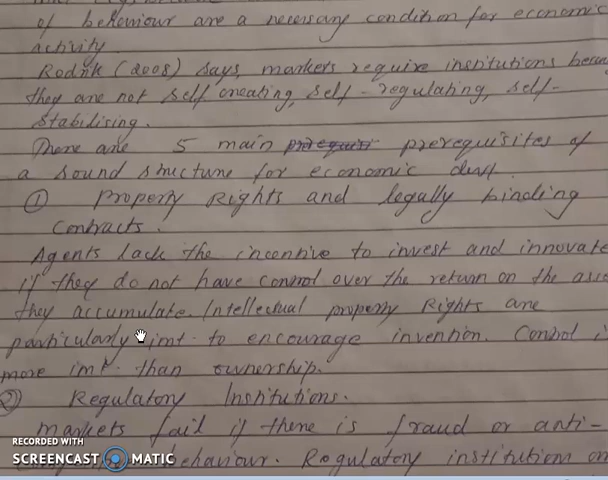 of behaviour are a necessary condition for economic
activity.
Rodrik (2008) says, markets require institutions because
they are not self creating, self-regulating, self-
stabilising.
There are 5 main prerequisites of
a sound structure for economic devt.
① Property Rights and legally binding
contracts.
Agents lack the incentive to invest and innovate
if they do not have control over the return on the
they accumulate. Intellectual property Rights are
particularly imt. to encourage invention. Control is
more imt. than ownership.
② Regulatory Institutions.
Markets fail if there is fraud or anti-
behaviour. Regulatory institution
RECORDED WITH
SCREENCAST MATIC